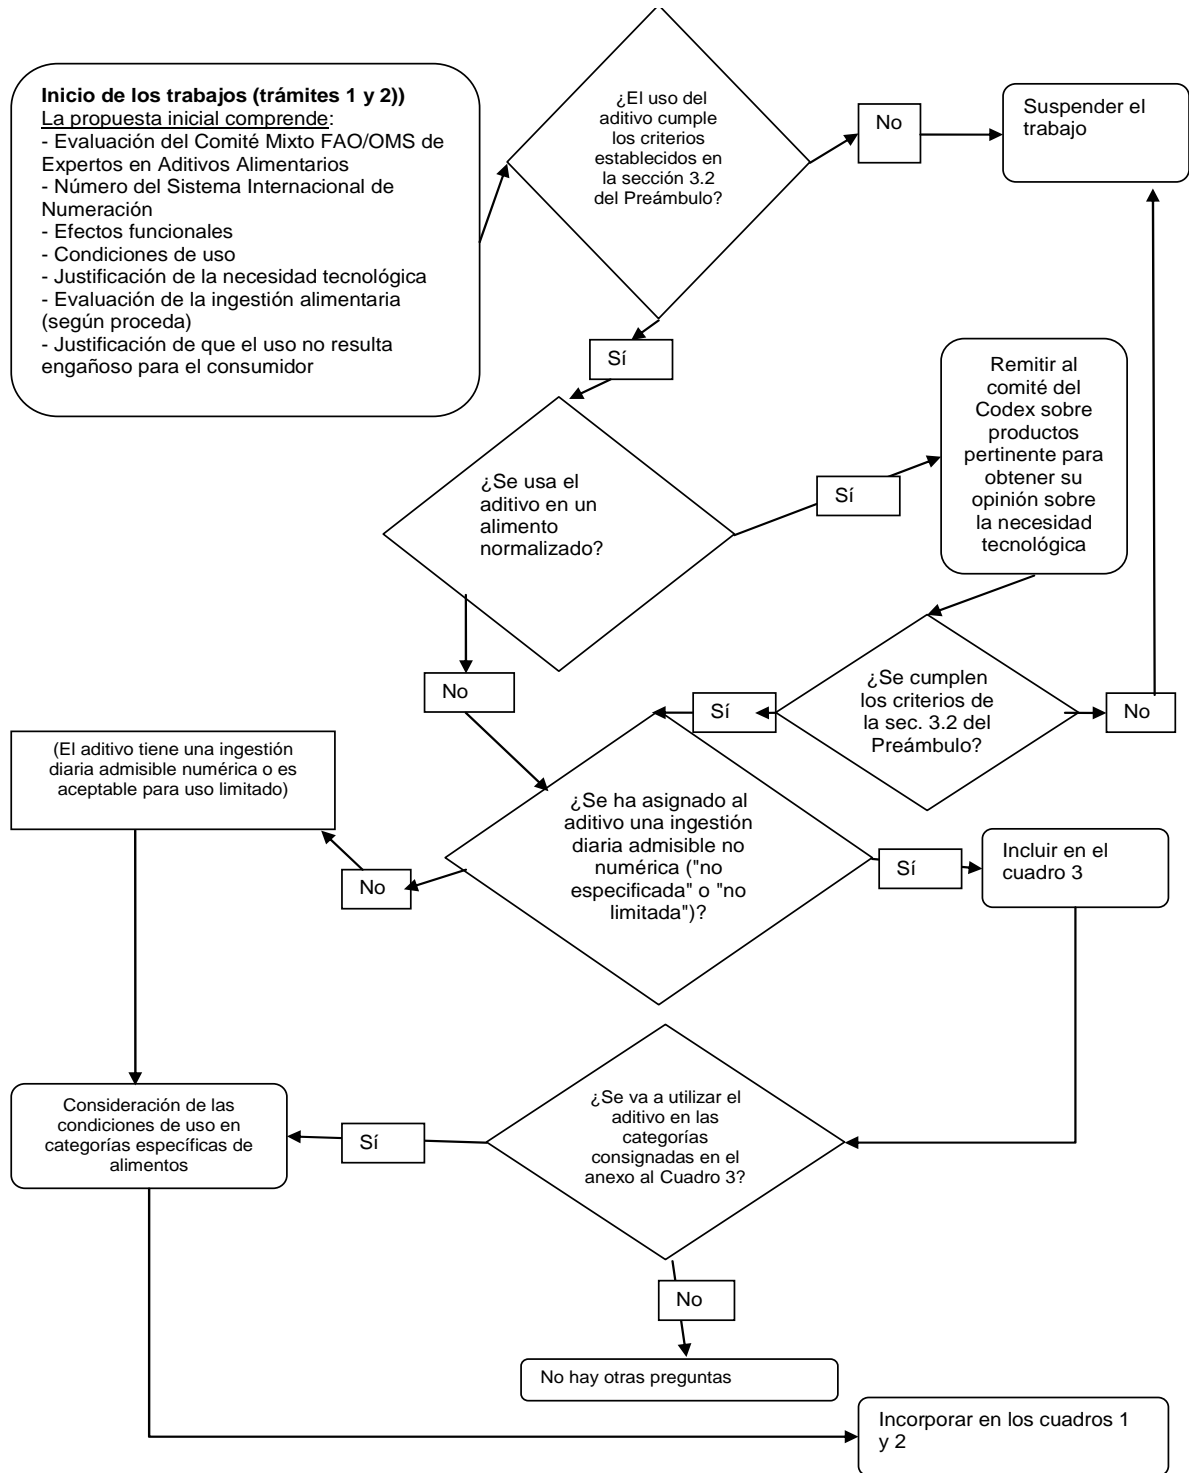 Inicio de los trabajos (trámites 1 y 2))
La propuesta inicial comprende:
- Evaluación del Comité Mixto FAO/OMS de
Expertos en Aditivos Alimentarios
- Número del Sistema Internacional de
Numeración
- Efectos funcionales
- Condiciones de uso
- Justificación de la necesidad tecnológica
- Evaluación de la ingestión alimentaria
(según proceda)
- Justificación de que el uso no resulta
engañoso para el consumidor
¿El uso del
aditivo cumple
los criterios
establecidos en
la sección 3.2
del Preámbulo?
No
Suspender el
trabajo
Sí
¿Se usa el
aditivo en un
alimento
normalizado?
Sí
Remitir al
comité del
Codex sobre
productos
pertinente para
obtener su
opinión sobre
la necesidad
tecnológica
No
¿Se cumplen
los criterios de
la sec. 3.2 del
Preámbulo?
Sí
No
(El aditivo tiene una ingestión
diaria admisible numérica o es
aceptable para uso limitado)
¿Se ha asignado al
aditivo una ingestión
diaria admisible no
numérica ("no
especificada" o "no
limitada")?
No
Sí
Incluir en el
cuadro 3
Consideración de las
condiciones de uso en
categorías específicas de
alimentos
Sí
¿Se va a utilizar el
aditivo en las
categorías
consignadas en el
anexo al Cuadro 3?
No
No hay otras preguntas
Incorporar en los cuadros 1
y 2